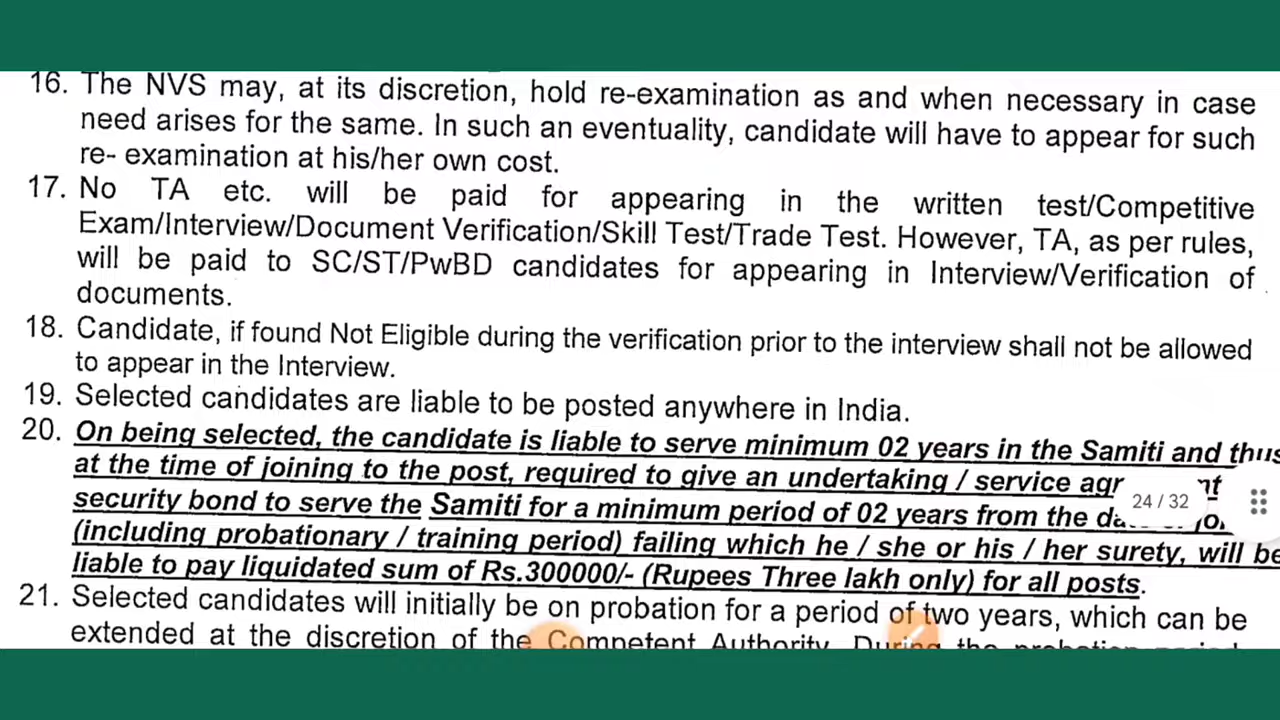 16. The NVS may, at its discretion, hold re-examination as and when necessary in case
need arises for the same. In such an eventuality, candidate will have to appear for such
re- examination at his/her own cost.
17. No TA etc. will be paid for appearing in the written test/Competitive
Exam/Interview/Document Verification/Skill Test/Trade Test. However, TA, as per rules,
will be paid to SC/ST/PwBD candidates for appearing in Interview/Verification of
documents.
18. Candidate, if found Not Eligible during the verification prior to the interview shall not be allowed
to appear in the Interview.
19. Selected candidates are liable to be posted anywhere in India.
20. On being selected, the candidate is liable to serve minimum 02 years in the Samiti and thus
at the time of joining to the post, required to give an undertaking / service
24 / 32
security bond to serve the Samiti for a minimum period of 02 years from the
(including probationary / training period) failing which he / she or his / her surety, will be
liable to pay liquidated sum of Rs.300000/- (Rupees Three lakh only) for all posts.
21. Selected candidates will initially be on probation for a period of two years, which can be
extended at the discretion of the Competent Authority. During the probation